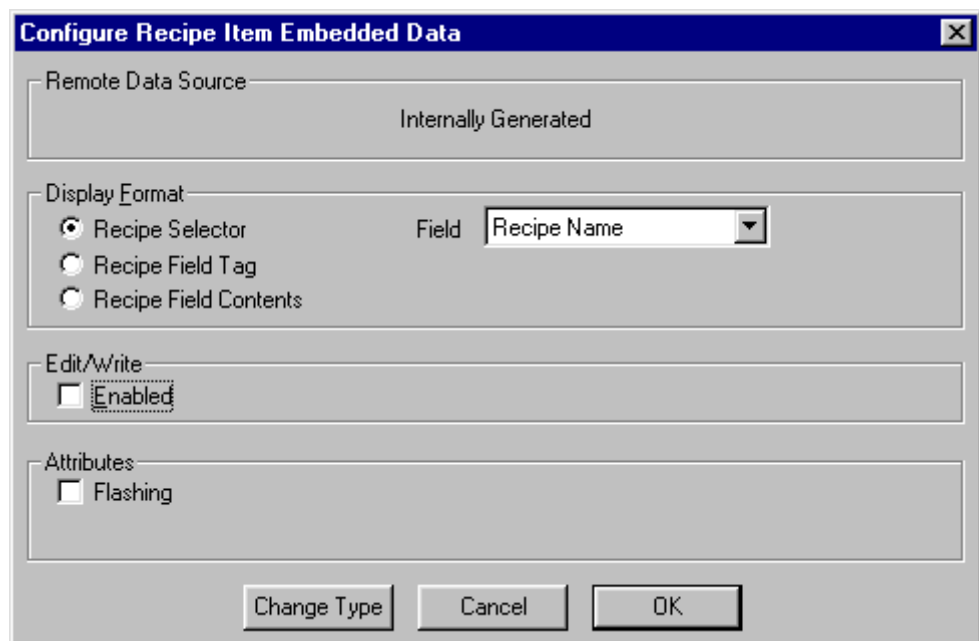 Configure Recipe Item Embedded Data
Remote Data Source
Internally Generated
Display Format
Recipe Selector
Field
Recipe Name
Recipe Field Tag
Recipe Field Contents
Edit/Write
Enabled
Attributes
Flashing
Change Type
Cancel
OK